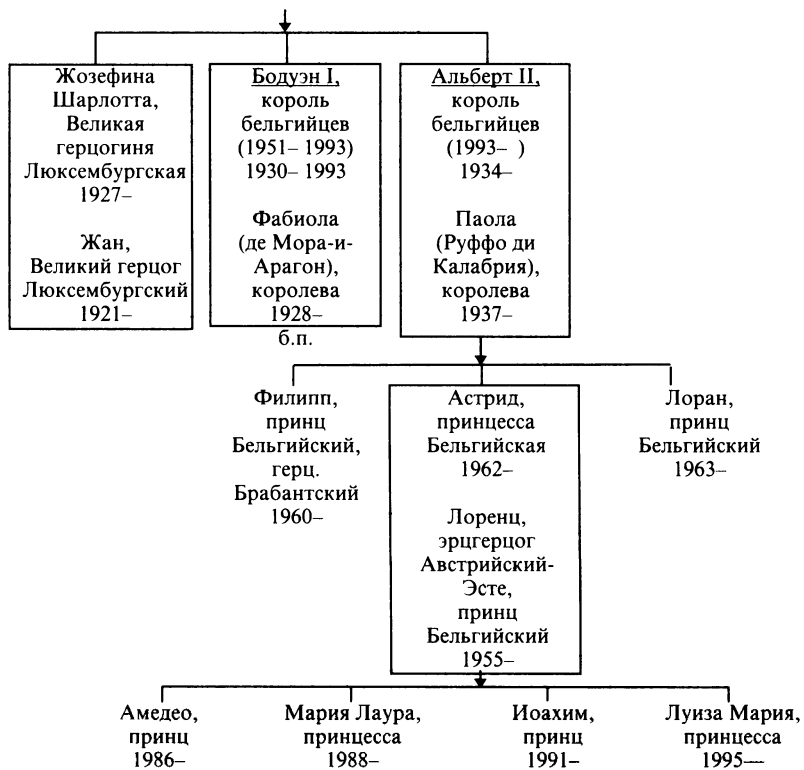 Жозефина
Шарлотта,
Великая
герцогиня
Люксембургская
1927–
Жан,
Великий герцог
Люксембургский
1921–
Бодуэн I,
король
бельгийцев
(1951– 1993)
1930– 1993
Фабиола
(де Мора-и-
Арагон),
королева
1928–
б.п.
Альберт II,
король
бельгийцев
(1993– )
1934–
Паола
(Руффо ди
Калабрия),
королева
1937–
Филипп,
принц
Бельгийский,
герц.
Брабантский
1960–
Астрид,
принцесса
Бельгийская
1962–
Лоренц,
эрцгерцог
Австрийский-
Эсте,
принц
Бельгийский
1955–
Лоран,
принц
Бельгийский
1963–
Амедео,
принц
1986–
Мария Лаура,
принцесса
1988–
Иоахим,
принц
1991–
Луиза Мария,
принцесса
1995—